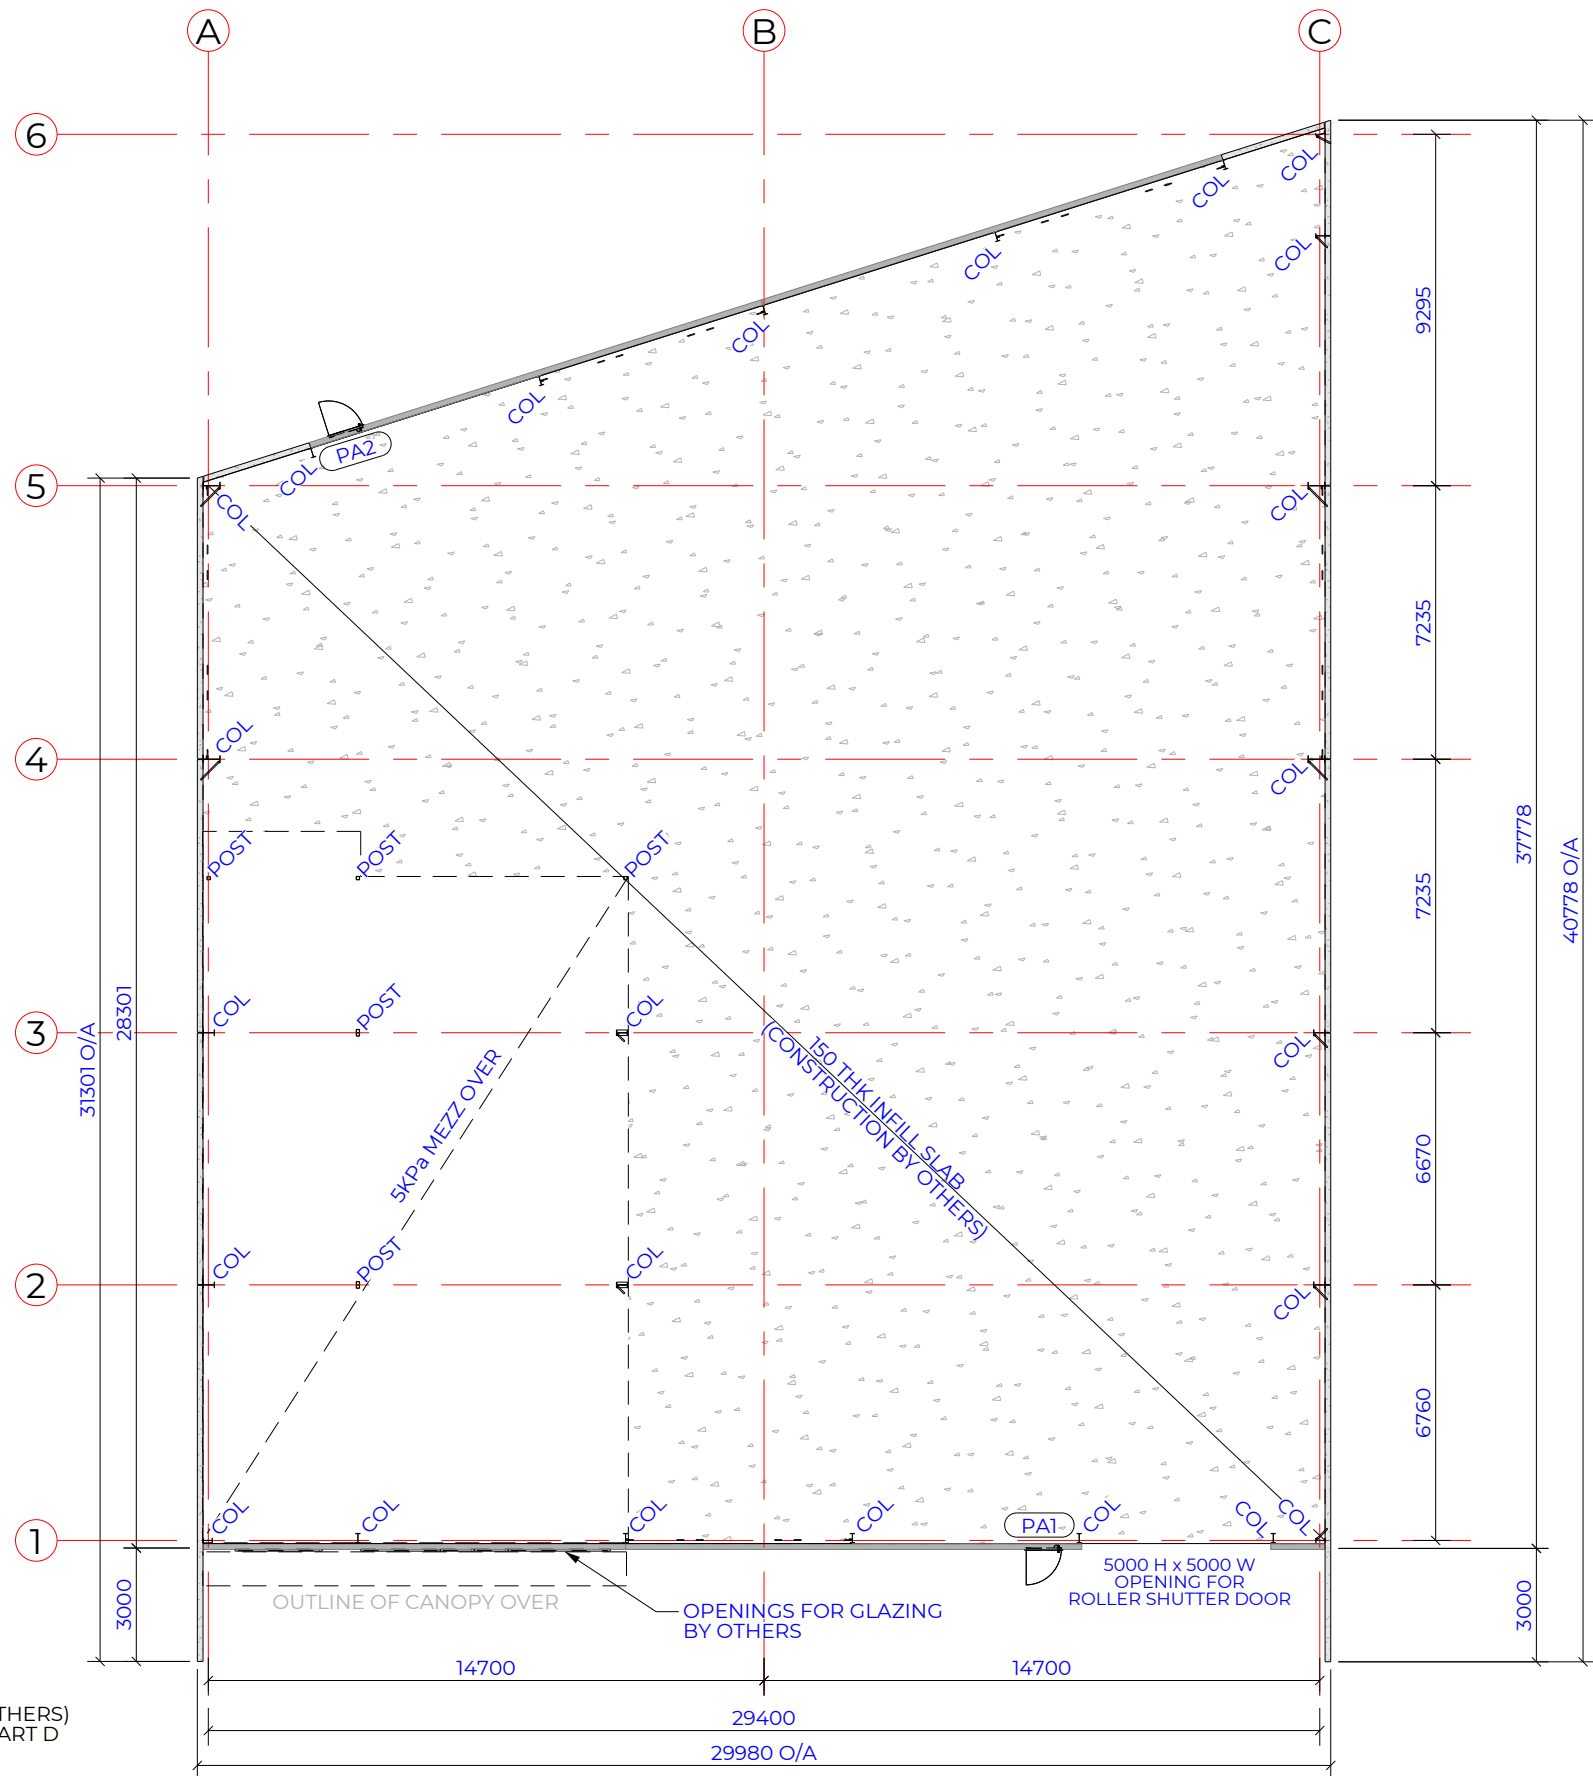 A
B
C
6
COL
COL
COL
COL
9295
COL
COL
PA2
COL
5
COL
COL
7235
4
COL
COL
37778
40778 O/A
POST
POST
POST
7235
28301
31301 O/A
3
COL
POST
COL
COL
150 THK INFILL SLAB
(CONSTRUCTION BY OTHERS)
5KPa MEZZ OVER
6670
2
COL
POST
COL
COL
6760
1
COL
COL
COL
COL
PA1
COL
COL
COL
5000 H x 5000 W
OPENING FOR
ROLLER SHUTTER DOOR
OUTLINE OF CANOPY OVER
OPENINGS FOR GLAZING
BY OTHERS
3000
3000
14700
14700
THERS)
ART D
29400
29980 O/A